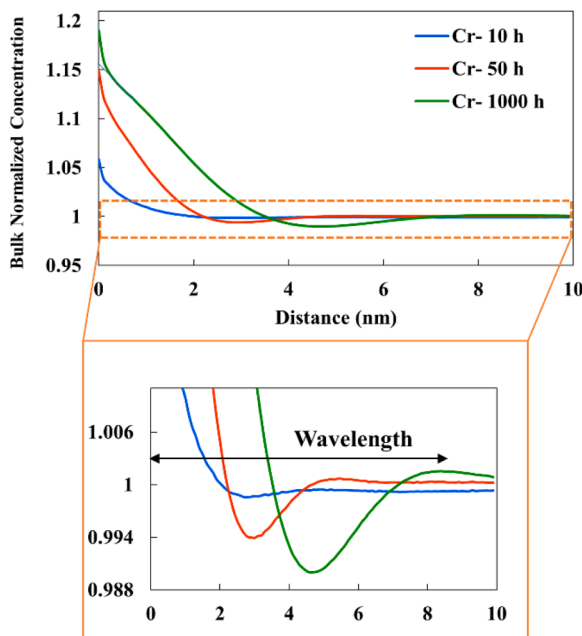 Bulk Normalized Concentration
1.2
1.15
1.1
1.05
1
0.95
Cr- 10 h
Cr- 50 h
Cr- 1000 h
0 2 4 6 8 10
Distance (nm)
1.006
1
0.994
0.988
Wavelength
0 2 4 6 8 10